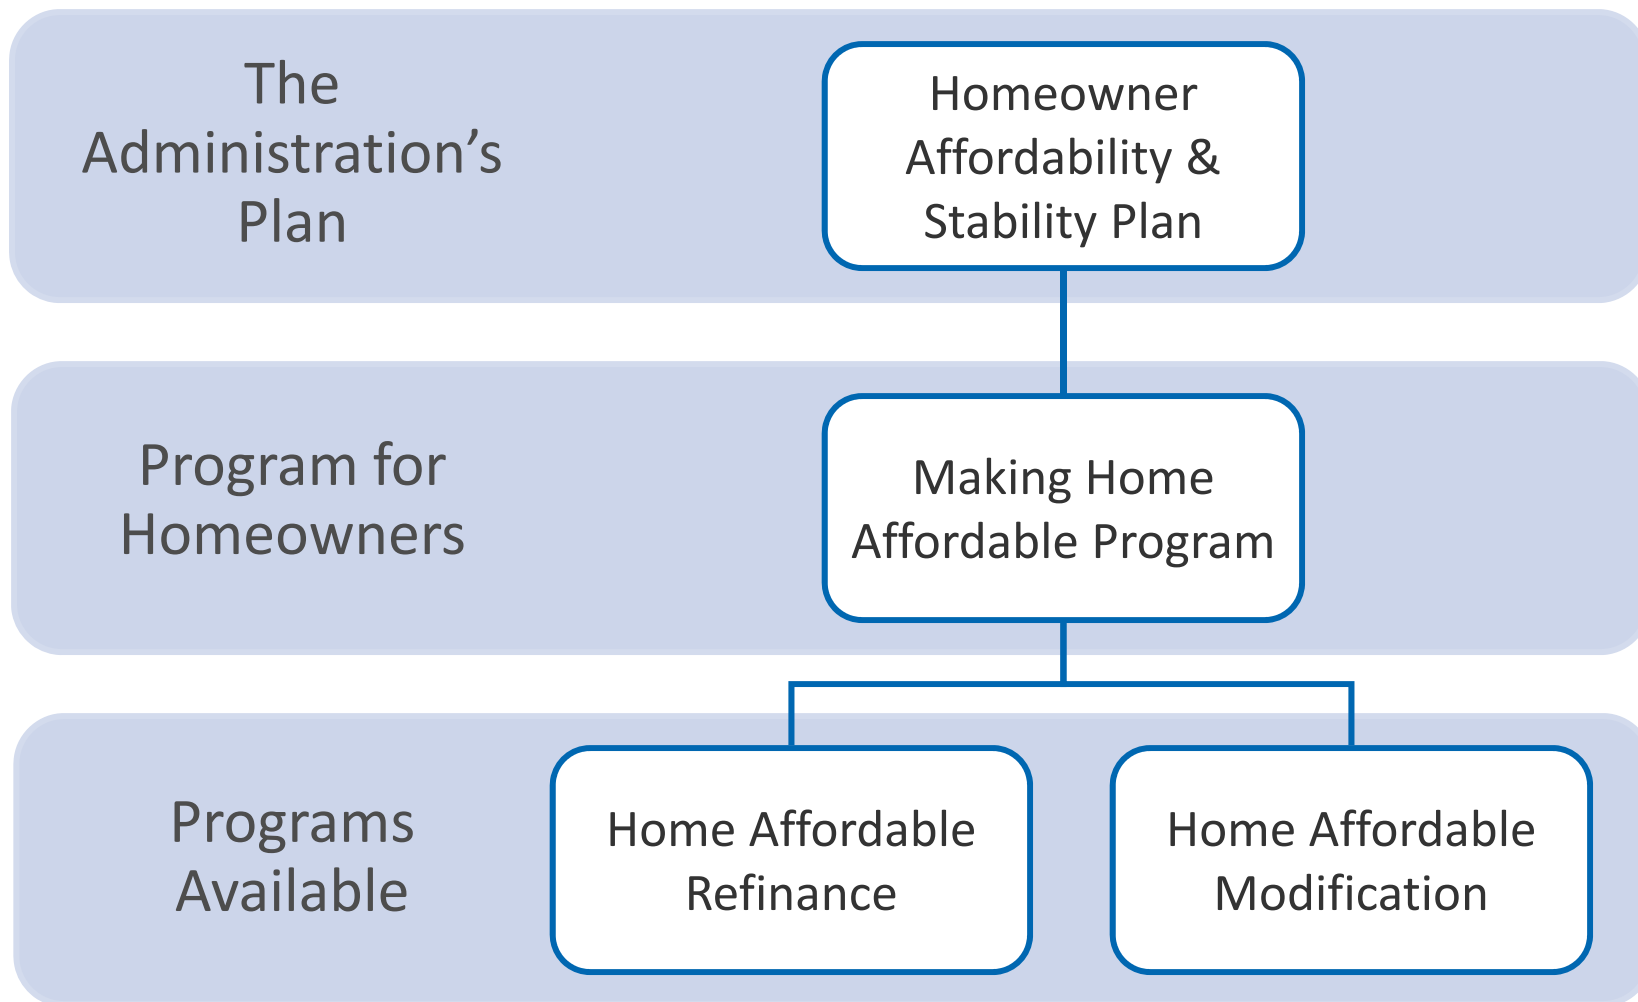 The
Administration’s
Plan
Homeowner
Affordability &
Stability Plan
Program for
Homeowners
Making Home
Affordable Program
Programs
Available
Home Affordable
Refinance
Home Affordable
Modification